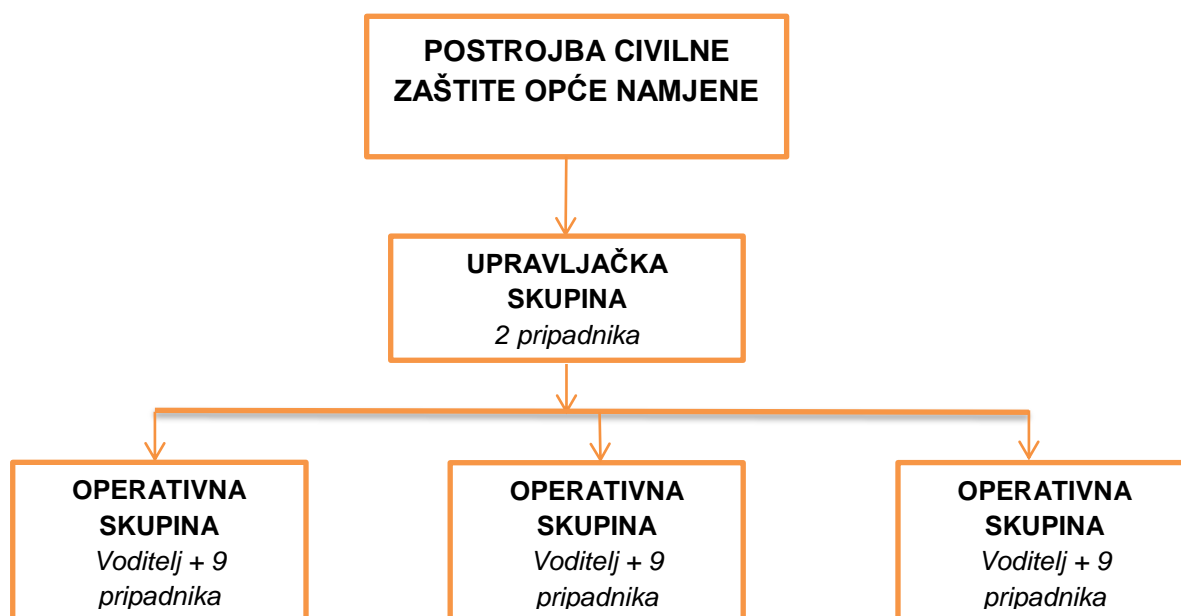 POSTROJBA CIVILNE
ZAŠTITE OPĆE NAMJENE
UPRAVLJAČKA
SKUPINA
2 pripadnika
OPERATIVNA
SKUPINA
Voditelj + 9
pripadnika
OPERATIVNA
SKUPINA
Voditelj + 9
pripadnika
OPERATIVNA
SKUPINA
Voditelj + 9
pripadnika